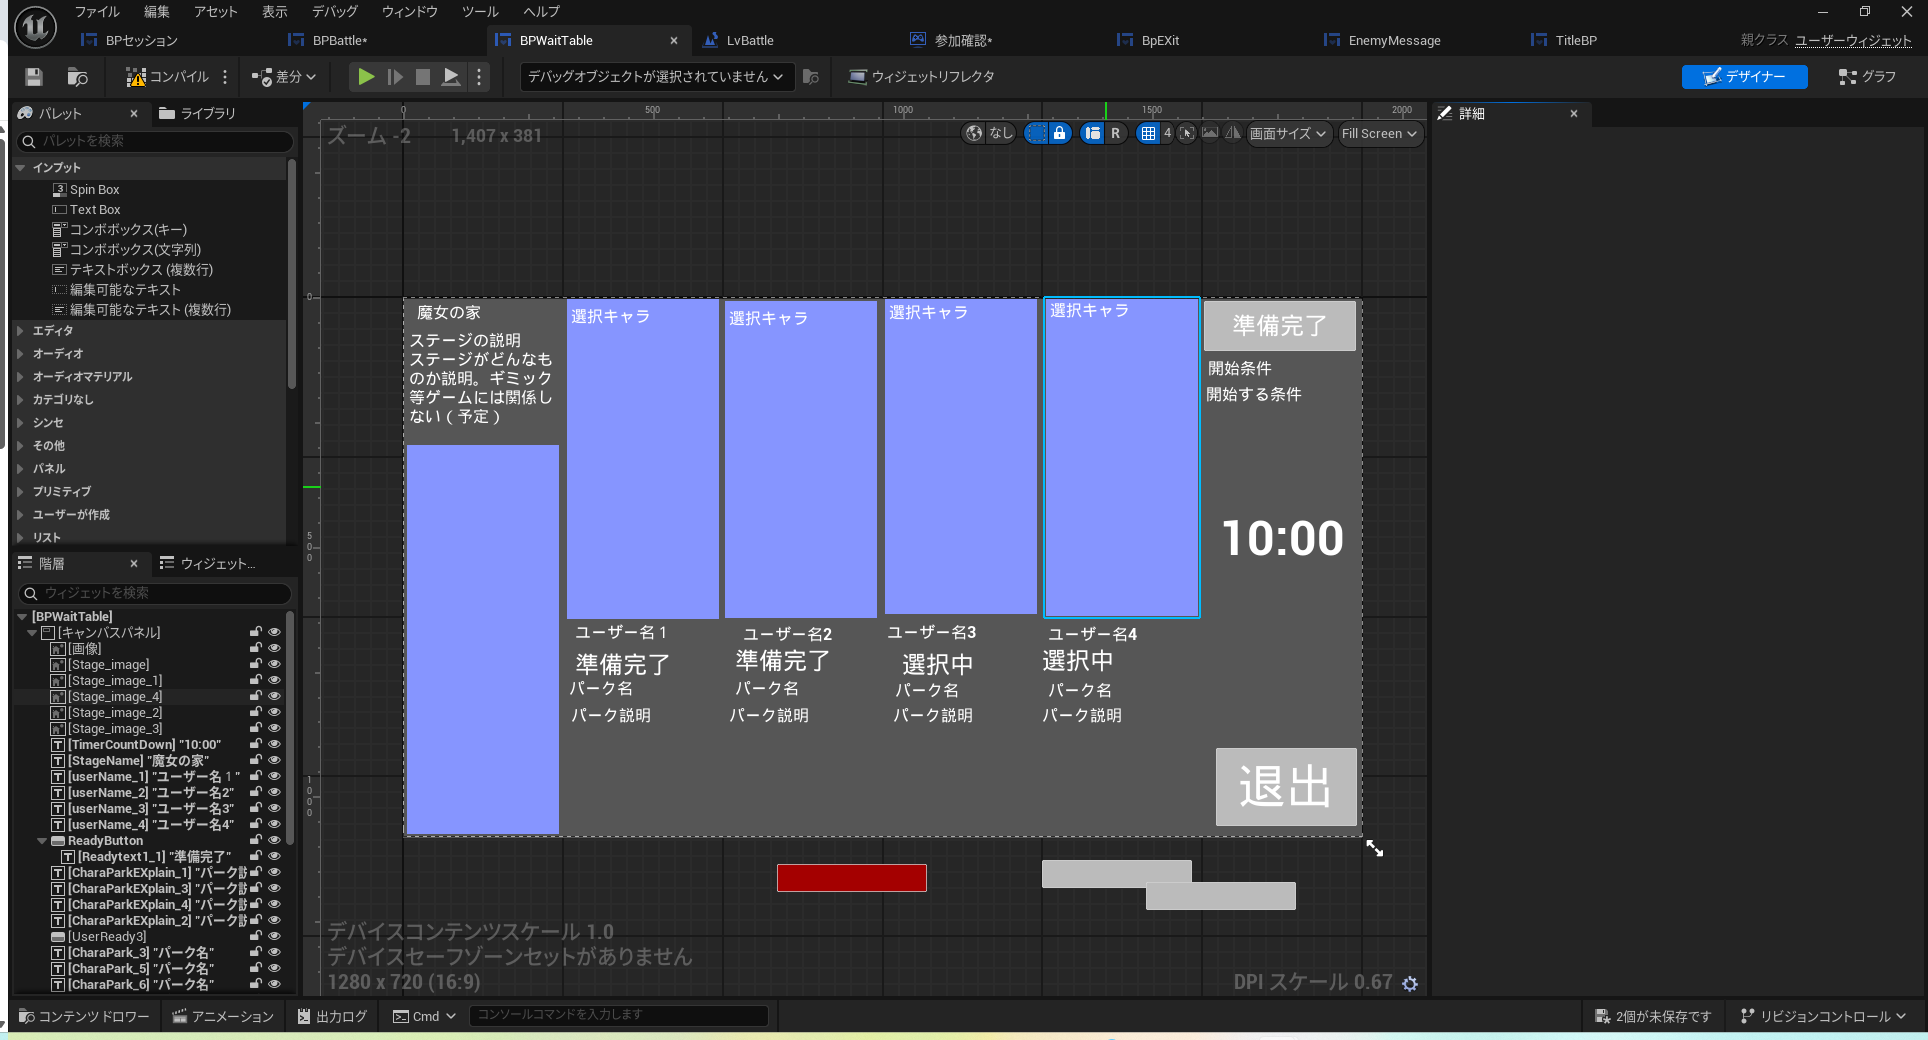 ファイル 編集 アセット 表示 デバッグ ウィンドウ ツール ヘルプ
BPセッション BPBattle* BPWaitTable LvBattle 参加確認* BpEXit EnemyMessage TitleBP 親クラス ユーザーウィジェット
コンパイル 差分 デバッグオブジェクトが選択されていません ウィジェットリフレクタ デザイナー グラフ
パレット ライブラリ
パレットを検索
インプット
Spin Box
Text Box
コンボボックス(キー)
コンボボックス(文字列)
テキストボックス (複数行)
編集可能なテキスト
編集可能なテキスト (複数行)
エディタ
オーディオ
オーディオマテリアル
カテゴリなし
シンセ
その他
パネル
プリミティブ
ユーザーが作成
リスト
階層 ウィジェット...
ウィジェットを検索
[BPWaitTable]
[キャンバスパネル]
[画像]
[Stage_image]
[Stage_image_1]
[Stage_image_4]
[Stage_image_2]
[Stage_image_3]
[TimerCountDown] "10:00"
[StageName] "魔女の家"
[userName_1] "ユーザー名１"
[userName_2] "ユーザー名2"
[userName_3] "ユーザー名3"
[userName_4] "ユーザー名4"
ReadyButton
[Readytext1_1] "準備完了"
[CharaParkEXplain_1] "パーク説
[CharaParkEXplain_3] "パーク説
[CharaParkEXplain_4] "パーク説
[CharaParkEXplain_2] "パーク説
[UserReady3]
[CharaPark_3] "パーク名"
[CharaPark_5] "パーク名"
[CharaPark_6] "パーク名"
0 500 1000 1500 2000
ズーム -2 1,407 x 381
なし R 4 画面サイズ Fill Screen
0
500
1000
魔女の家
ステージの説明
ステージがどんなも
のか説明。ギミック
等ゲームには関係し
ない（予定）
選択キャラ 選択キャラ 選択キャラ 選択キャラ
準備完了
開始条件
開始する条件
10:00
ユーザー名１ ユーザー名2 ユーザー名3 ユーザー名4
準備完了 準備完了 選択中 選択中
パーク名 パーク名 パーク名 パーク名
パーク説明 パーク説明 パーク説明 パーク説明
退出
デバイスコンテンツスケール 1.0
デバイスセーフゾーンセットがありません
1280 x 720 (16:9)
DPI スケール 0.67
詳細
コンテンツ ドロワー アニメーション 出力ログ Cmd コンソールコマンドを入力します 2個が未保存です リビジョンコントロール